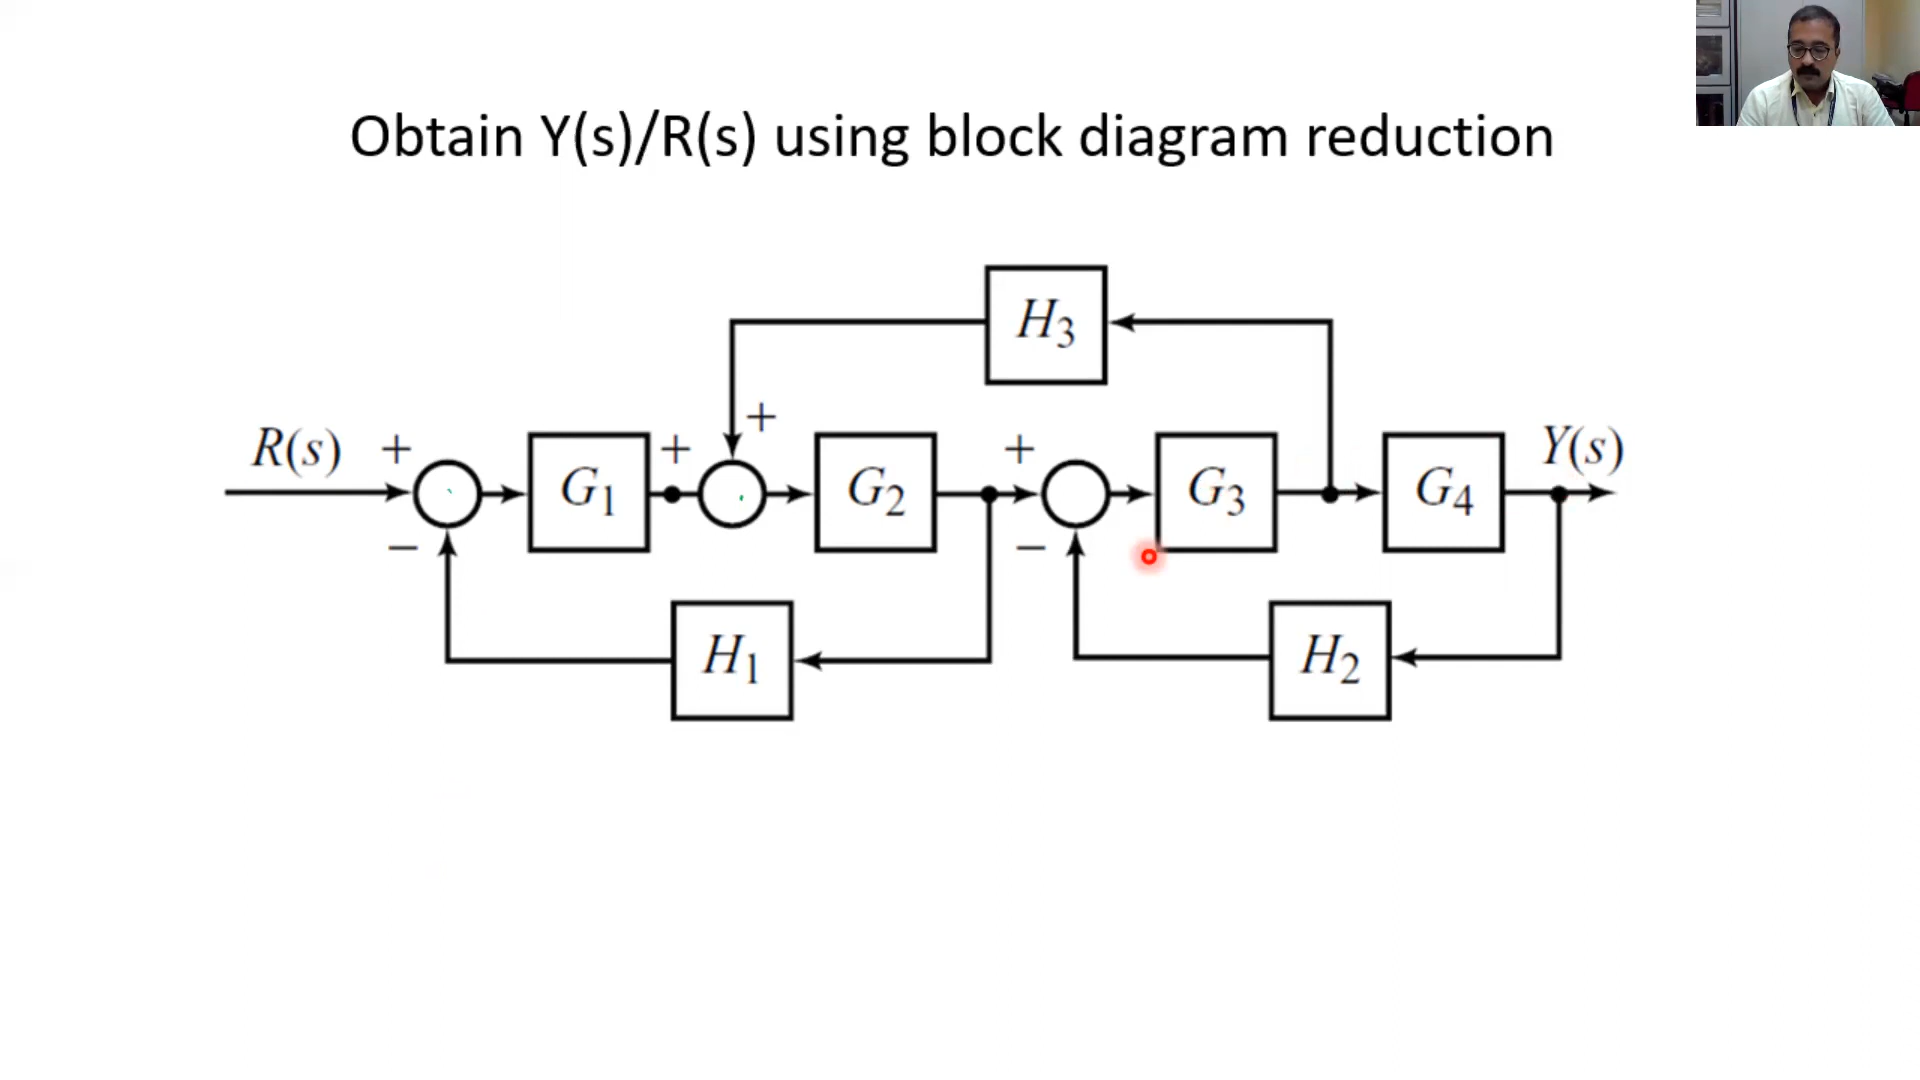 Obtain Y(s)/R(s) using block diagram reduction
H₃
+
R(s) + G₁ + G₂ + G₃ G₄ Y(s)
− −
H₁ H₂